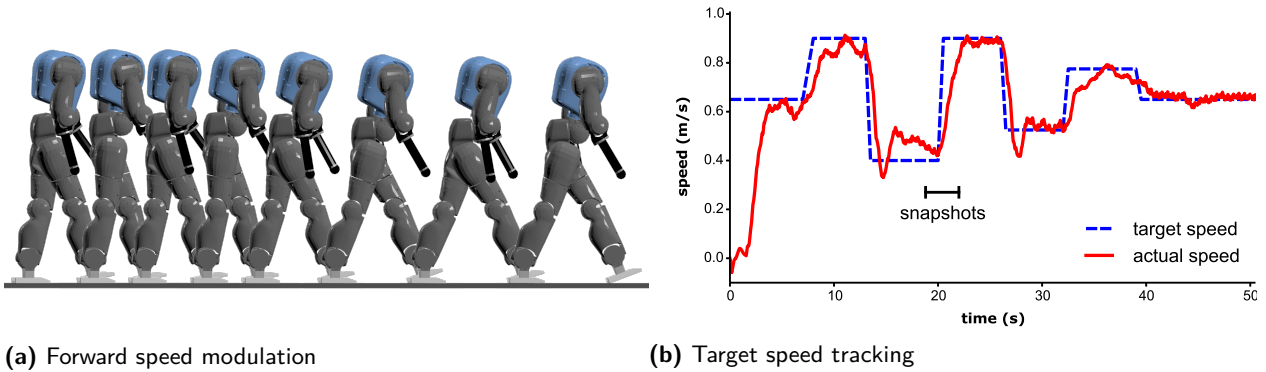 1.0
0.8
0.6
0.4
0.2
0.0
speed (m/s)
snapshots
target speed
actual speed
0 10 20 30 40 50
time (s)
(a) Forward speed modulation
(b) Target speed tracking